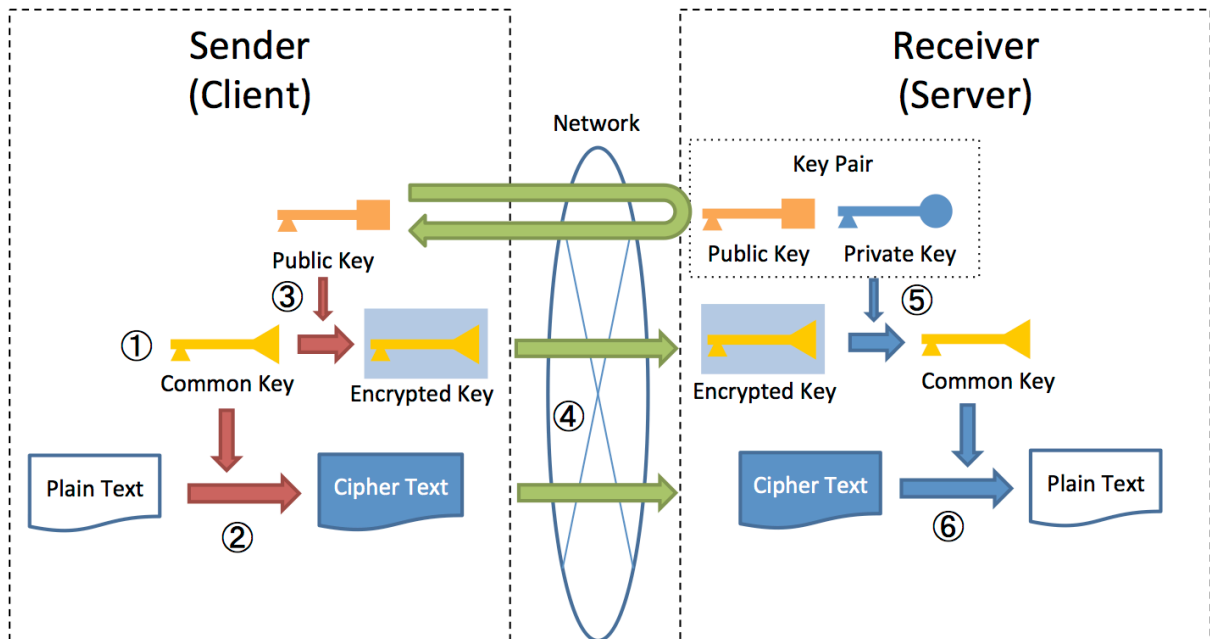 Sender
(Client)
Receiver
(Server)
Network
Key Pair
Public Key
Public Key
Private Key
③
⑤
①
Common Key
Encrypted Key
Encrypted Key
Common Key
④
Plain Text
Cipher Text
Cipher Text
Plain Text
②
⑥